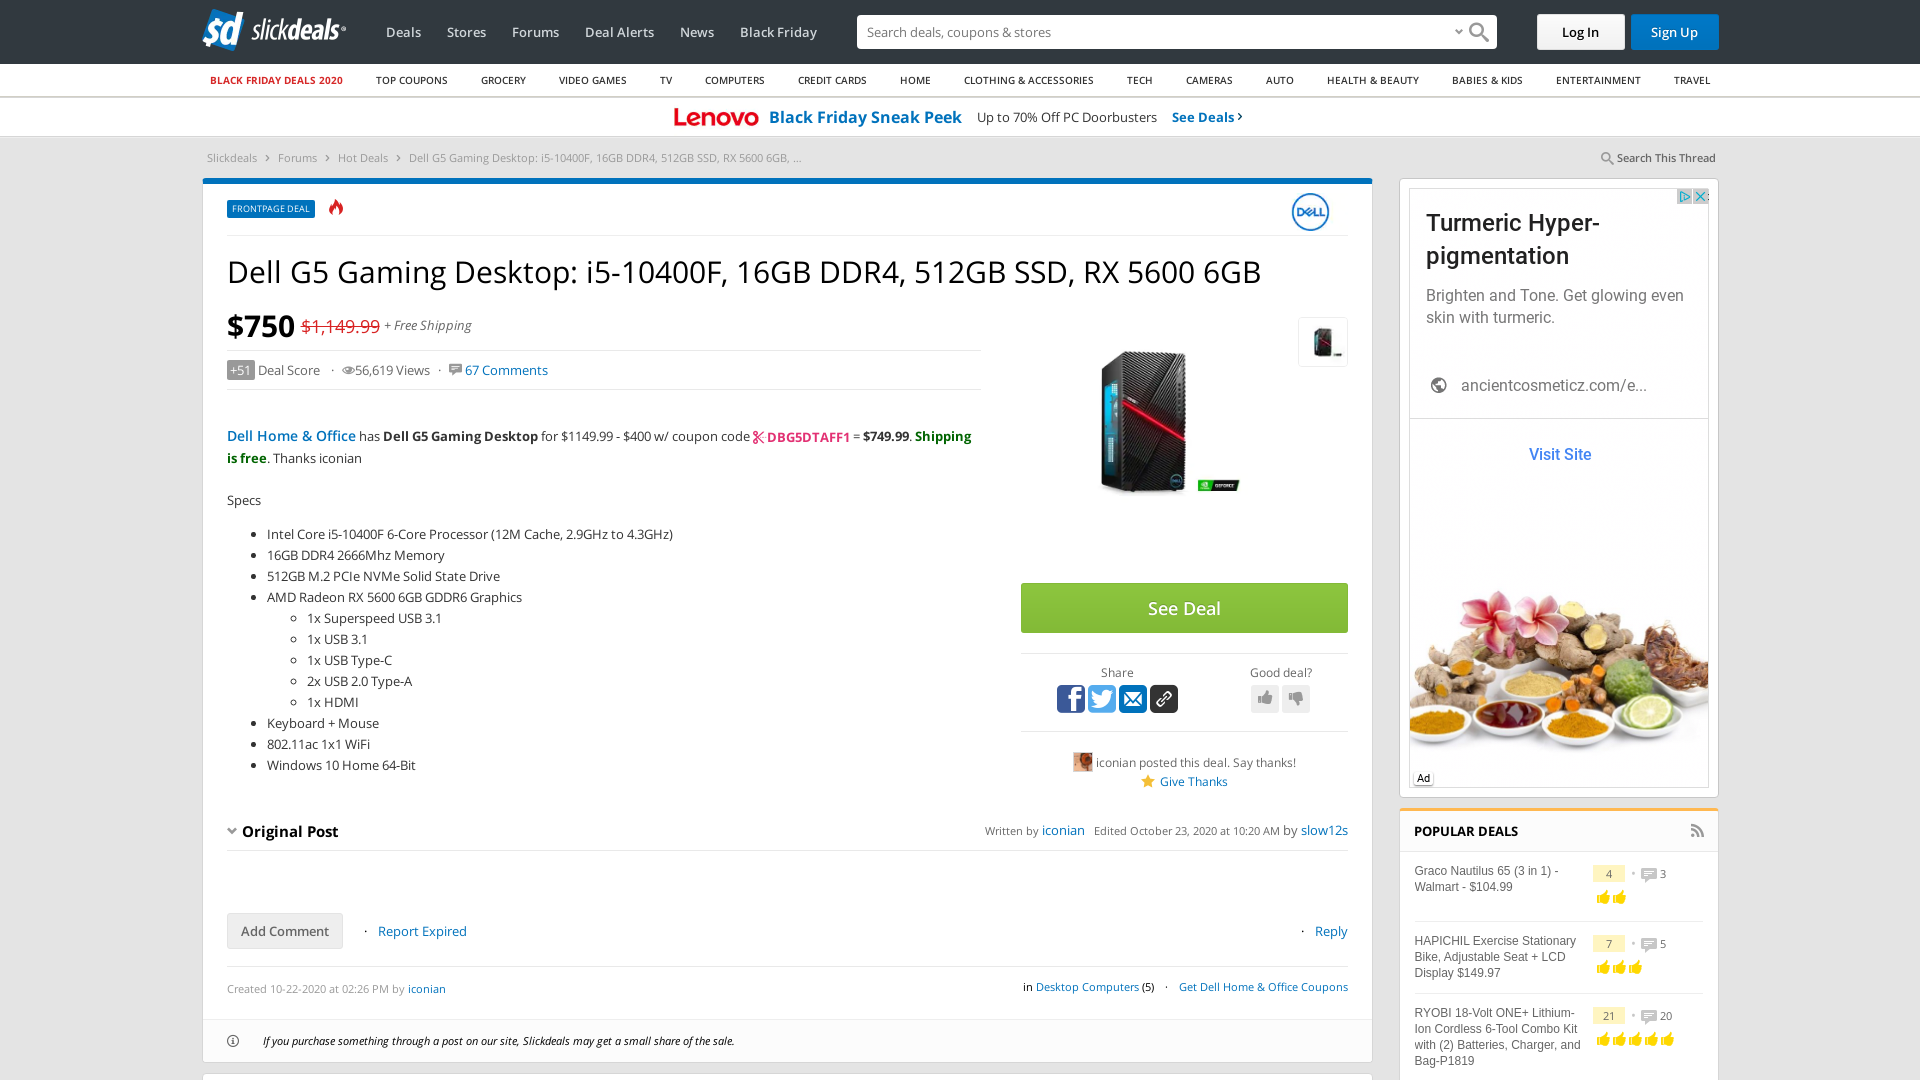 sd slickdeals
Deals Stores Forums Deal Alerts News Black Friday
Search deals, coupons & shops
Log In Sign Up
BLACK FRIDAY DEALS 2020 TOP COUPONS GROCERY VIDEO GAMES TV COMPUTERS CREDIT CARDS HOME CLOTHING & ACCESSORIES TECH CAMERAS AUTO HEALTH & BEAUTY BABIES & KIDS ENTERTAINMENT TRAVEL
Lenovo Black Friday Sneak Peek Up to 70% Off PC Doorbusters See Deals ›
Slickdeals › Forums › Hot Deals › Dell G5 Gaming Desktop: i5-10400F, 16GB DDR4, 512GB SSD, RX 5600 6GB, ...
Search This Thread
FRONTPAGE DEAL
DELL
Dell G5 Gaming Desktop: i5-10400F, 16GB DDR4, 512GB SSD, RX 5600 6GB
$750 $1,149.99 + Free Shipping
+51 Deal Score · 56,619 Views · 67 Comments
Dell Home & Office has Dell G5 Gaming Desktop for $1149.99 - $400 w/ coupon code DBG5DTAFF1 = $749.99. Shipping
is free. Thanks iconian
Specs
• Intel Core i5-10400F 6-Core Processor (12M Cache, 2.9GHz to 4.3GHz)
• 16GB DDR4 2666Mhz Memory
• 512GB M.2 PCIe NVMe Solid State Drive
• AMD Radeon RX 5600 6GB GDDR6 Graphics
◦ 1x Superspeed USB 3.1
◦ 1x USB 3.1
◦ 1x USB Type-C
◦ 2x USB 2.0 Type-A
◦ 1x HDMI
• Keyboard + Mouse
• 802.11ac 1x1 WiFi
• Windows 10 Home 64-Bit
GEFORCE
See Deal
Share Good deal?
iconian posted this deal. Say thanks!
Give Thanks
Original Post
Written by iconian Edited October 23, 2020 at 10:20 AM by slow12s
Add Comment · Report Expired
· Reply
Created 10-22-2020 at 02:26 PM by iconian
in Desktop Computers (5) · Get Dell Home & Office Coupons
If you purchase something through a post on our site, Slickdeals may get a small share of the sale.
Turmeric Hyper-
pigmentation
Brighten and Tone. Get glowing even
skin with turmeric.
ancientcosmeticz.com/e...
Visit Site
Ad
POPULAR DEALS
Graco Nautilus 65 (3 in 1) -
Walmart - $104.99
4 • 3
HAPICHIL Exercise Stationary
Bike, Adjustable Seat + LCD
Display $149.97
7 • 5
RYOBI 18-Volt ONE+ Lithium-
Ion Cordless 6-Tool Combo Kit
with (2) Batteries, Charger, and
Bag-P1819
21 • 20